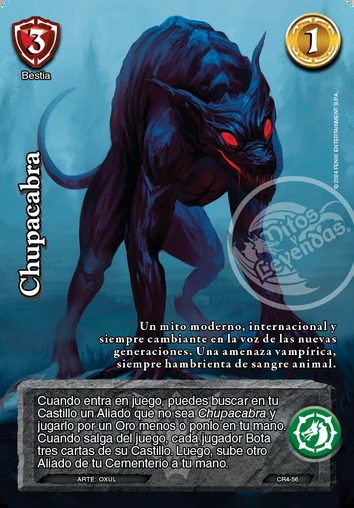 3
1
Bestia
© 2024 FENIX ENTERTAINMENT S.P.A.
Chupacabra
Mitos
y
Leyendas.
Un mito moderno, internacional y
siempre cambiante en la voz de las nuevas
generaciones. Una amenaza vampírica,
siempre hambrienta de sangre animal.
Cuando entra en juego, puedes buscar en tu
Castillo un Aliado que no sea Chupacabra y
jugarlo por un Oro menos o ponlo en tu mano.
Cuando salga del juego, cada jugador Bota
tres cartas de su Castillo. Luego, sube otro
Aliado de tu Cementerio a tu mano.
ARTE: OXUL
CR4-56